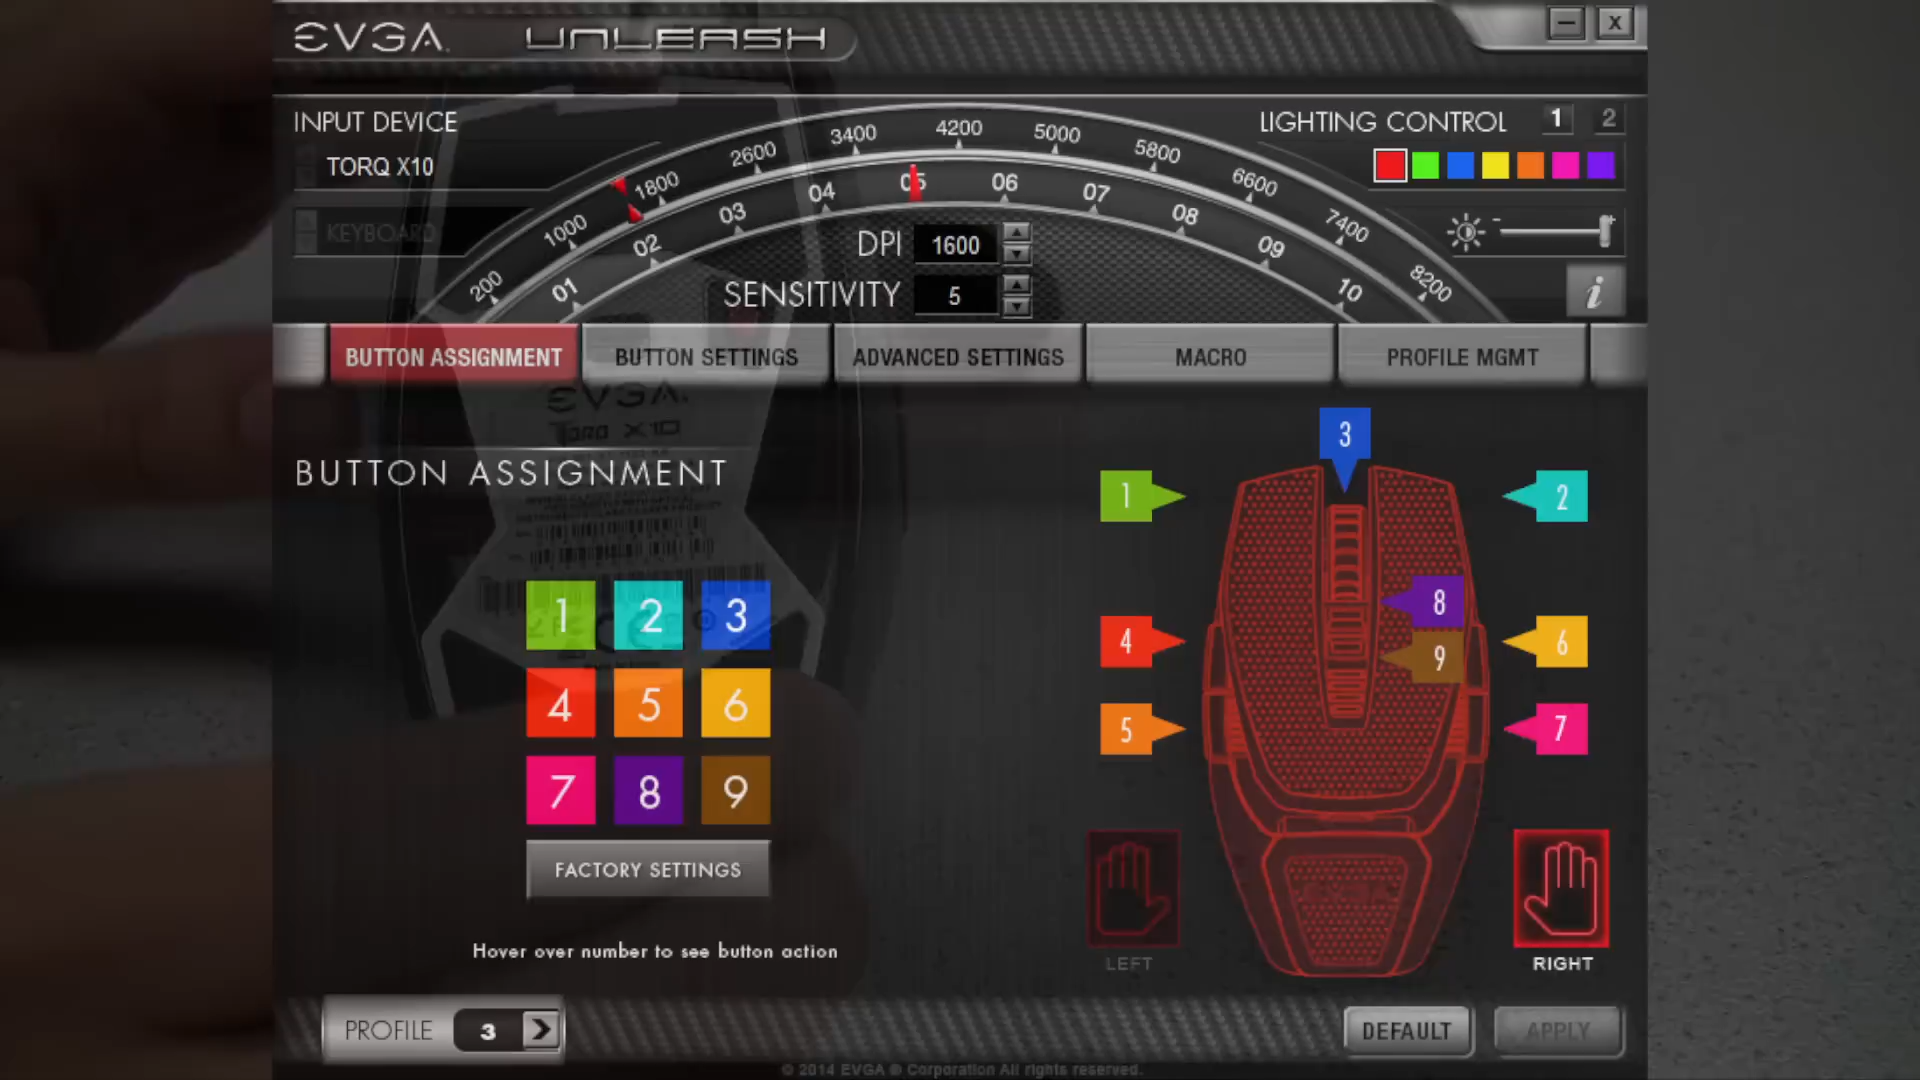 EVGA. UNLEASH
INPUT DEVICE
TORQ X10
KEYBOARD
200 1000 1800 2600 3400 4200 5000 5800 6600 7400 8200
01 02 03 04 05 06 07 08 09 10
DPI 1600
SENSITIVITY 5
LIGHTING CONTROL 1 2
- +
i
BUTTON ASSIGNMENT
BUTTON SETTINGS
ADVANCED SETTINGS
MACRO
PROFILE MGMT
EVGA.
TORQ X10
BUTTON ASSIGNMENT
1 2 3
4 5 6
7 8 9
FACTORY SETTINGS
Hover over number to see button action
3
1
2
8
4
6
9
5
7
LEFT
RIGHT
PROFILE 3 >
DEFAULT
APPLY
© 2014 EVGA ® Corporation All rights reserved.